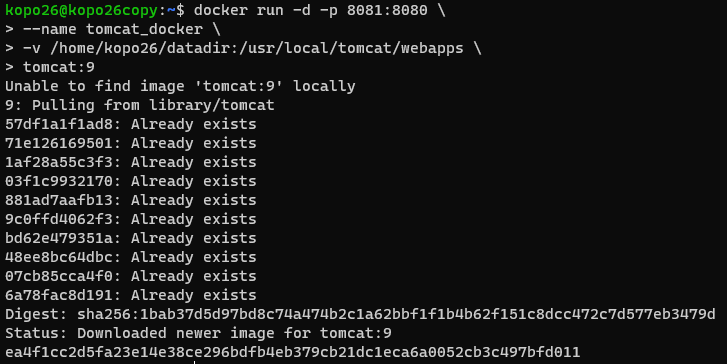 kopo26@kopo26copy:~$ docker run -d -p 8081:8080 \
> --name tomcat_docker \
> -v /home/kopo26/datadir:/usr/local/tomcat/webapps \
> tomcat:9
Unable to find image 'tomcat:9' locally
9: Pulling from library/tomcat
57df1a1f1ad8: Already exists
71e126169501: Already exists
1af28a55c3f3: Already exists
03f1c9932170: Already exists
881ad7aafb13: Already exists
9c0ffd4062f3: Already exists
bd62e479351a: Already exists
48ee8bc64dbc: Already exists
07cb85cca4f0: Already exists
6a78fac8d191: Already exists
Digest: sha256:1bab37d5d97bd8c74a474b2c1a62bbf1f1b4b62f151c8dcc472c7d577eb3479d
Status: Downloaded newer image for tomcat:9
ea4f1cc2d5fa23e14e38ce296bdfb4eb379cb21dc1eca6a0052cb3c497bfd011